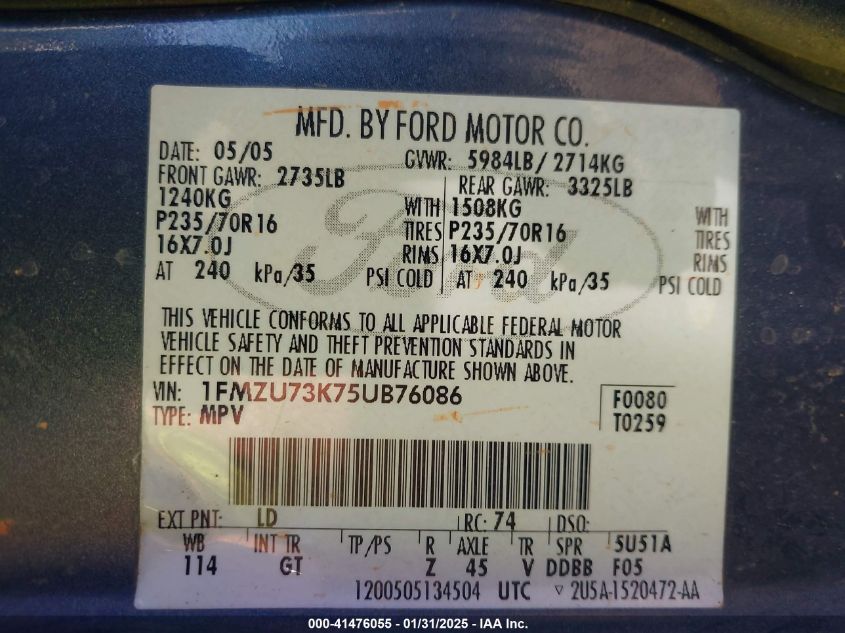 MFD. BY FORD MOTOR CO.
DATE: 05/05 GVWR: 5984LB/ 2714KG
FRONT GAWR: 2735LB REAR GAWR: 3325LB
1240KG WITH 1508KG WITH
P235/70R16 TIRES P235/70R16 TIRES
16X7.0J RIMS 16X7.0J RIMS
AT 240 kPa/35 PSI COLD AT 240 kPa/35 PSI COLD
Ford
THIS VEHICLE CONFORMS TO ALL APPLICABLE FEDERAL MOTOR
VEHICLE SAFETY AND THEFT PREVENTION STANDARDS IN
EFFECT ON THE DATE OF MANUFACTURE SHOWN ABOVE.
VIN: 1FMZU73K75UB76086 F0080
TYPE: MPV T0259
EXT PNT: LD RC: 74 DSO:
WB INT TR TP/PS R AXLE TR SPR 5U51A
114 GT Z 45 V DDBB F05
1200505134504 UTC ▽ 2U5A-1520472-AA
000-41476055 - 01/31/2025 - IAA Inc.